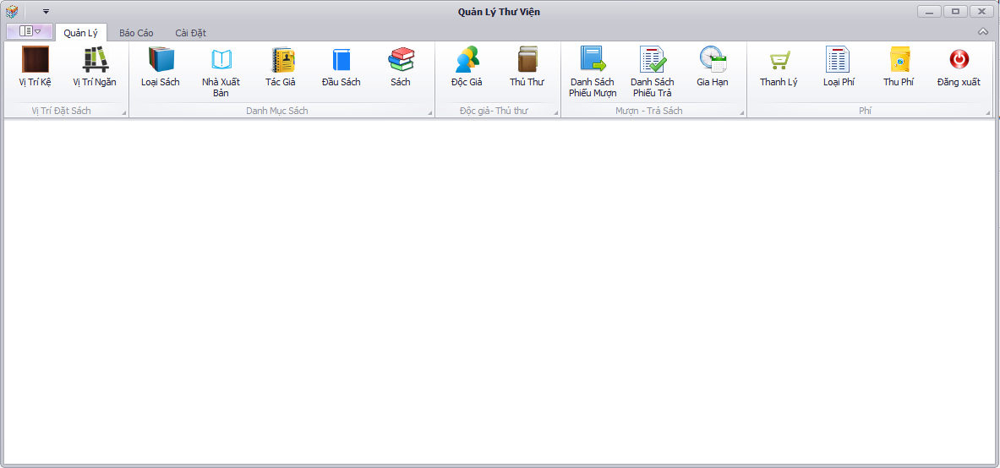 Quản Lý Thư Viện
Quản Lý
Báo Cáo
Cài Đặt
Vị Trí Kệ
Vị Trí Ngăn
Vị Trí Đặt Sách
Loại Sách
Nhà Xuất
Bản
Tác Giả
Đầu Sách
Sách
Danh Mục Sách
Độc Giả
Thủ Thư
Độc giả- Thủ thư
Danh Sách
Phiếu Mượn
Danh Sách
Phiếu Trả
Gia Hạn
Mượn - Trả Sách
Thanh Lý
Loại Phí
Thu Phí
Đăng xuất
Phí